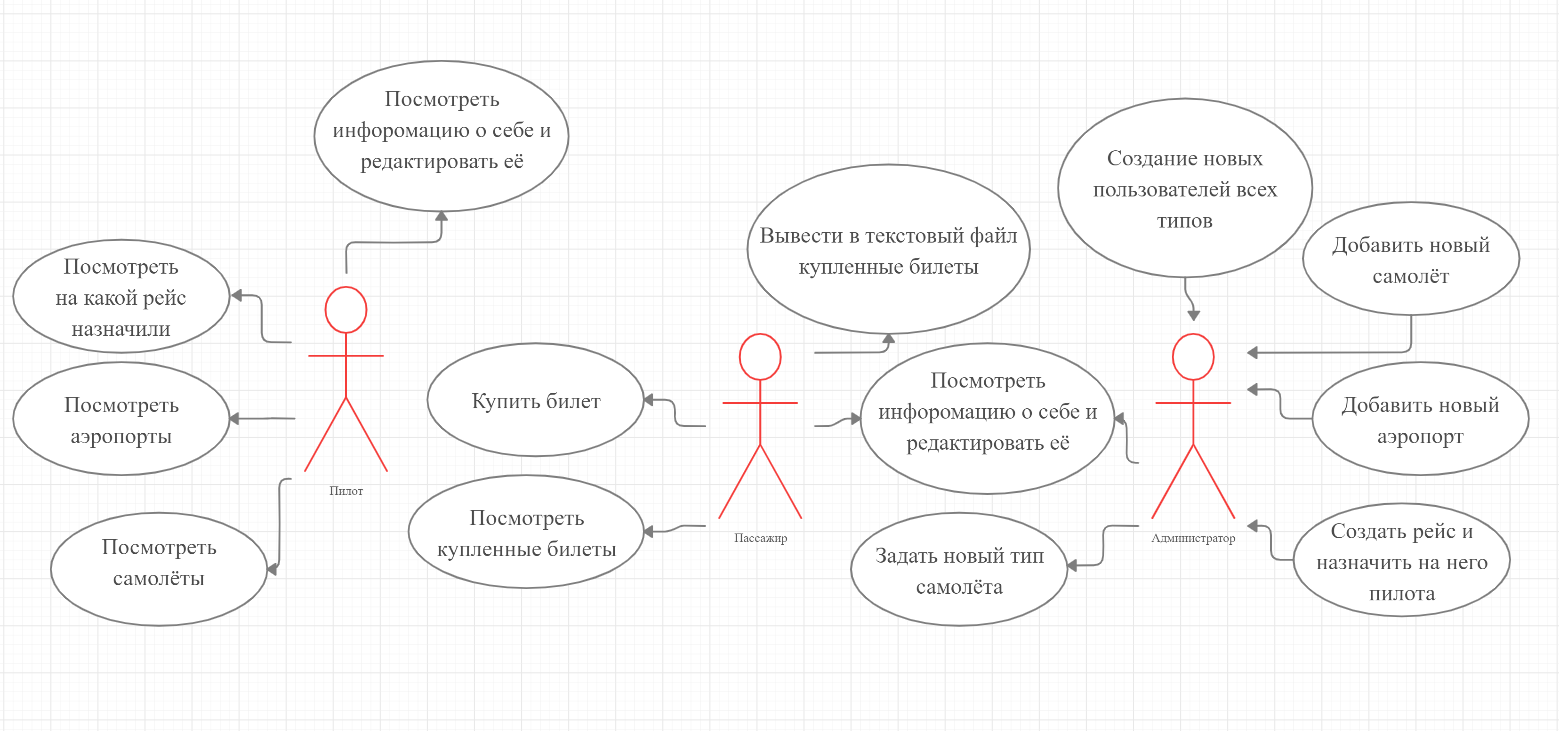 Посмотреть
инфоромацию о себе и
редактировать её
Посмотреть
на какой рейс
назначили
Посмотреть
аэропорты
Посмотреть
самолёты
Пилот
Вывести в текстовый файл
купленные билеты
Купить билет
Посмотреть
инфоромацию о себе и
редактировать её
Посмотреть
купленные билеты
Пассажир
Создание новых
пользователей всех
типов
Добавить новый
самолёт
Добавить новый
аэропорт
Задать новый тип
самолёта
Администратор
Создать рейс и
назначить на него
пилота